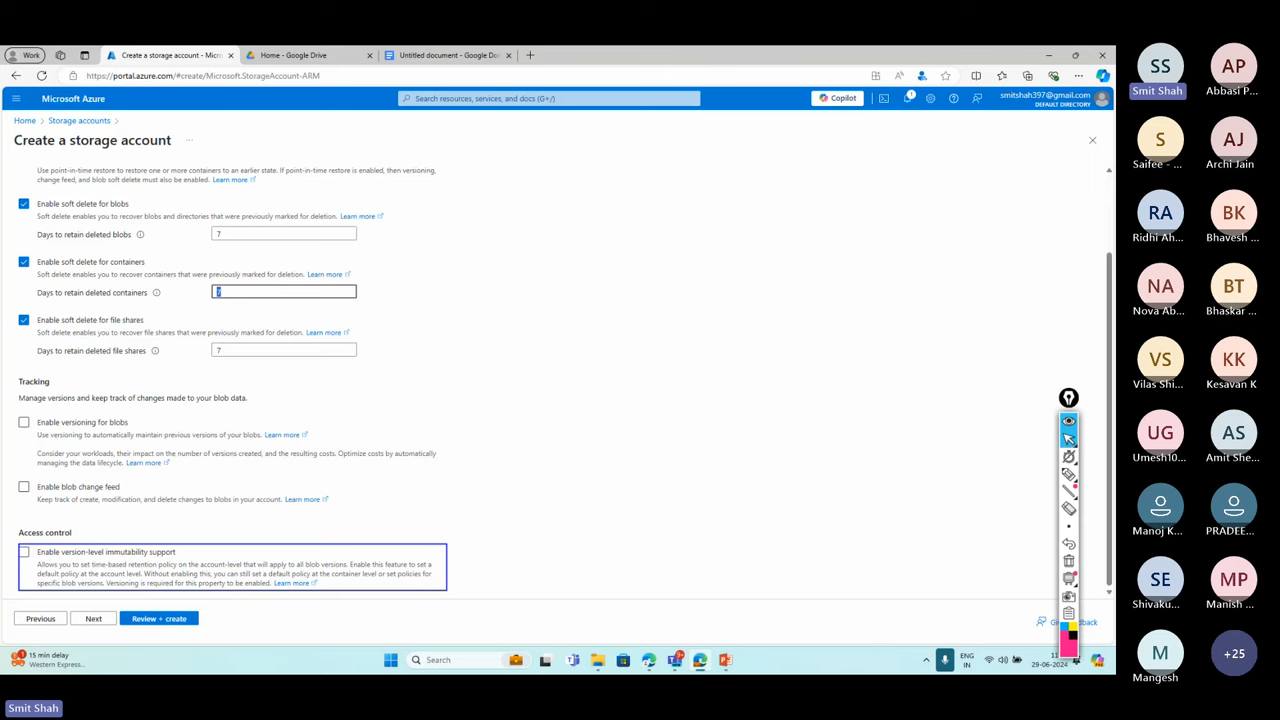 Work
Create a storage account - Micro
Home - Google Drive
Untitled document - Google Doc
https://portal.azure.com/#create/Microsoft.StorageAccount-ARM
Microsoft Azure
Search resources, services, and docs (G+/)
Copilot
1
smitshah397@gmail.com
DEFAULT DIRECTORY
Home > Storage accounts >
Create a storage account ...
Use point-in-time restore to restore one or more containers to an earlier state. If point-in-time restore is enabled, then versioning,
change feed, and blob soft delete must also be enabled. Learn more
Enable soft delete for blobs
Soft delete enables you to recover blobs and directories that were previously marked for deletion. Learn more
Days to retain deleted blobs
7
Enable soft delete for containers
Soft delete enables you to recover containers that were previously marked for deletion. Learn more
Days to retain deleted containers
7
Enable soft delete for file shares
Soft delete enables you to recover file shares that were previously marked for deletion. Learn more
Days to retain deleted file shares
7
Tracking
Manage versions and keep track of changes made to your blob data.
Enable versioning for blobs
Use versioning to automatically maintain previous versions of your blobs. Learn more
Consider your workloads, their impact on the number of versions created, and the resulting costs. Optimize costs by automatically
managing the data lifecycle. Learn more
Enable blob change feed
Keep track of create, modification, and delete changes to blobs in your account. Learn more
Access control
Enable version-level immutability support
Allows you to set time-based retention policy on the account-level that will apply to all blob versions. Enable this feature to set a
default policy at the account level. Without enabling this, you can still set a default policy at the container level or set policies for
specific blob versions. Versioning is required for this property to be enabled. Learn more
Previous
Next
Review + create
15 min delay
Western Express...
Search
ENG
IN
29-06-2024
SS
Smit Shah
AP
Abbasi P...
S
Saifee - ...
AJ
Archi Jain
RA
Ridhi Ah...
BK
Bhavesh ...
NA
Nova Ab...
BT
Bhaskar ...
VS
Vilas Shi...
KK
Kesavan K
UG
Umesh10...
AS
Amit She...
Manoj K...
PRADEE...
SE
Shivaku...
MP
Manish ...
M
Mangesh
+25
Smit Shah